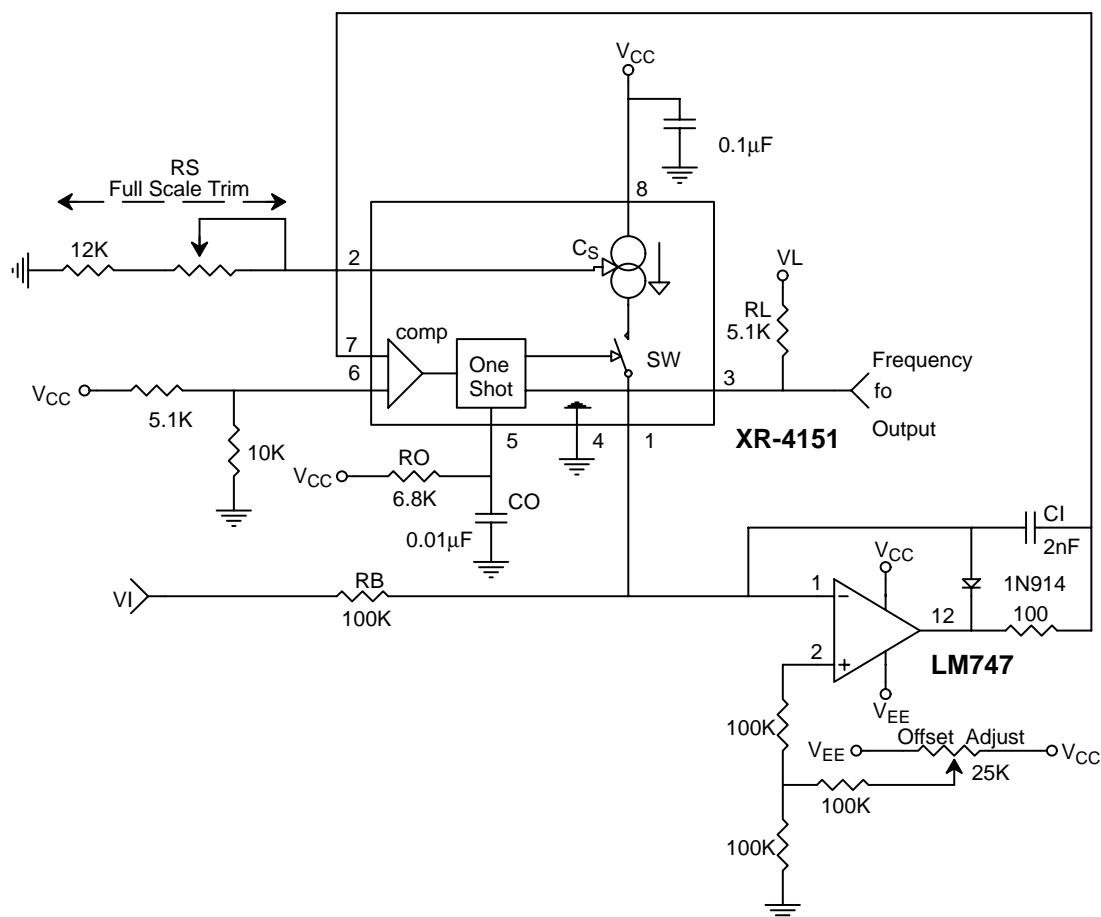 VCC
0.1μF
RS
Full Scale Trim
8
12K
CS
2
VL
RL
5.1K
comp
7
One
Shot
SW
Frequency
6
3
fo
VCC
5.1K
Output
XR-4151
5
4
1
10K
RO
VCC
6.8K
CO
0.01μF
CI
2nF
VCC
RB
VI
100K
1
−
1N914
12
100
2
+
LM747
VEE
100K
Offset Adjust
VEE
VCC
25K
100K
100K